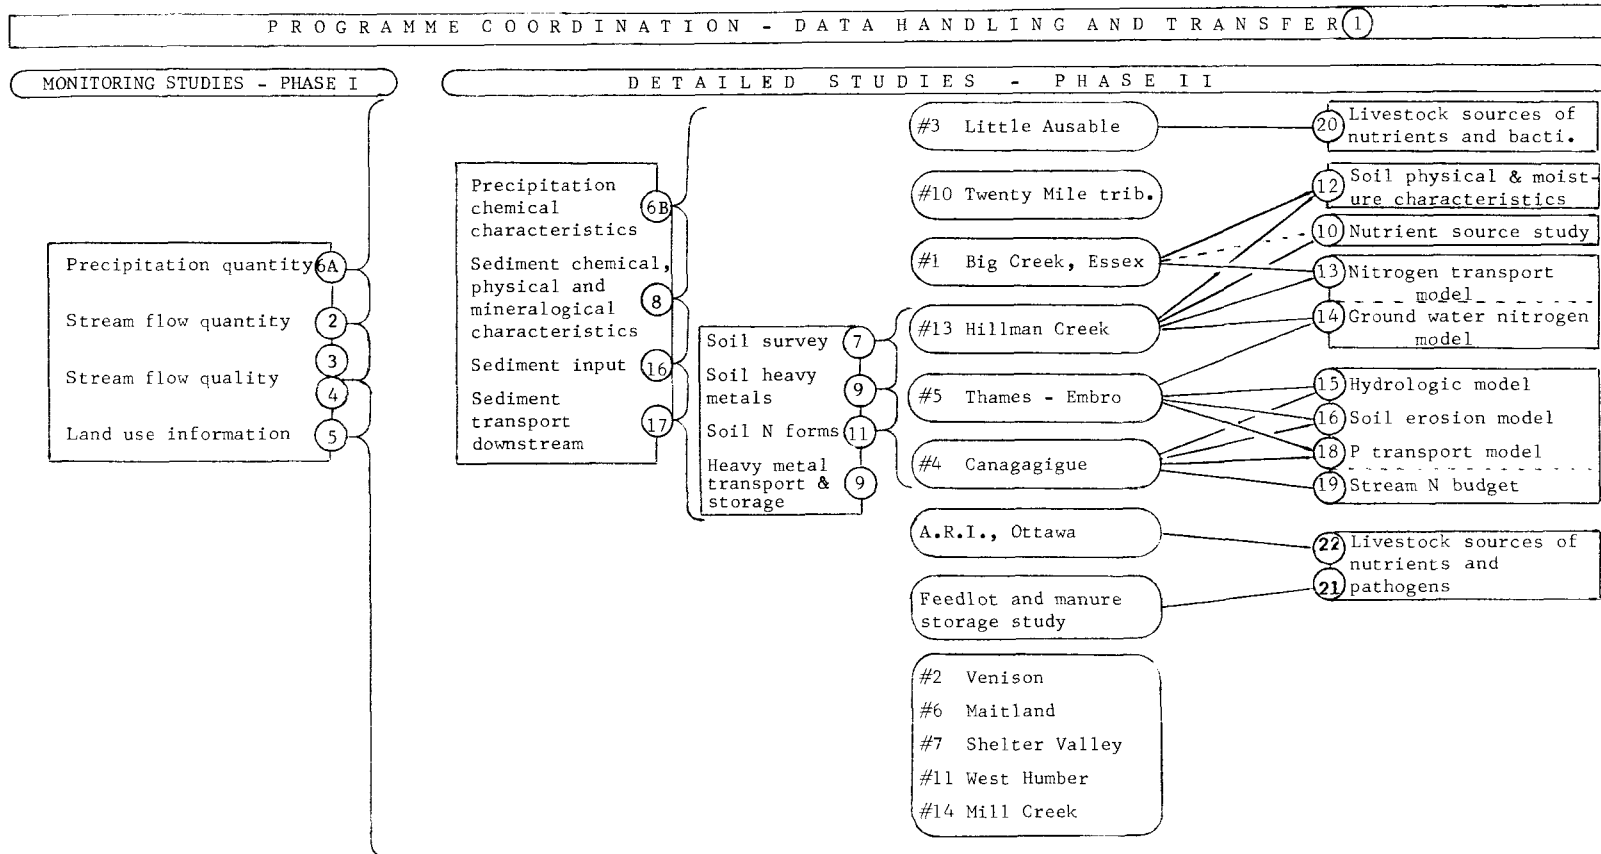 PROGRAMME COORDINATION - DATA HANDLING AND TRANSFER 1
MONITORING STUDIES - PHASE I
DETAILED STUDIES - PHASE II
Precipitation quantity 6A
Stream flow quantity 2
3
Stream flow quality
4
Land use information 5
Precipitation
chemical 6B
characteristics
Sediment chemical,
physical and 8
mineralogical
characteristics
Sediment input 16
Sediment
transport 17
downstream
Soil survey 7
Soil heavy
metals 9
Soil N forms 11
Heavy metal
transport & 9
storage
#3 Little Ausable
#10 Twenty Mile trib.
#1 Big Creek, Essex
#13 Hillman Creek
#5 Thames - Embro
#4 Canagagigue
A.R.I., Ottawa
Feedlot and manure
storage study
#2 Venison
#6 Maitland
#7 Shelter Valley
#11 West Humber
#14 Mill Creek
20 Livestock sources of
nutrients and bacti.
12 Soil physical & moist-
ure characteristics
10 Nutrient source study
13 Nitrogen transport
model
14 Ground water nitrogen
model
15 Hydrologic model
16 Soil erosion model
18 P transport model
19 Stream N budget
22 Livestock sources of
nutrients and
21 pathogens